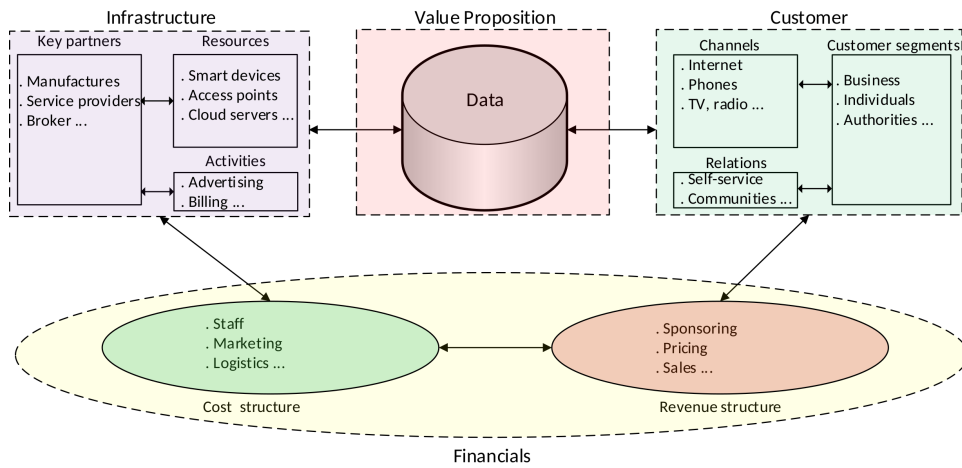 Infrastructure
Value Proposition
Customer
Key partners
Resources
. Manufactures
. Service providers
. Broker ...
. Smart devices
. Access points
. Cloud servers ...
Activities
. Advertising
. Billing ...
Data
Channels
Customer segments
. Internet
. Phones
. TV, radio ...
. Business
. Individuals
. Authorities ...
Relations
. Self-service
. Communities ...
. Staff
. Marketing
. Logistics ...
Cost structure
. Sponsoring
. Pricing
. Sales ...
Revenue structure
Financials